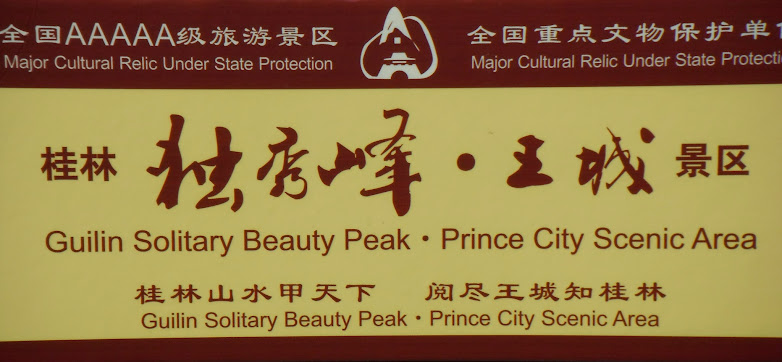 全国AAAAA级旅游景区 全国重点文物保护单
Major Cultural Relic Under State Protection Major Cultural Relic Under State
桂林 独秀峰·王城 景区
Guilin Solitary Beauty Peak · Prince City Scenic Area
桂林山水甲天下 阅尽王城知桂林
Guilin Solitary Beauty Peak · Prince City Scenic Area